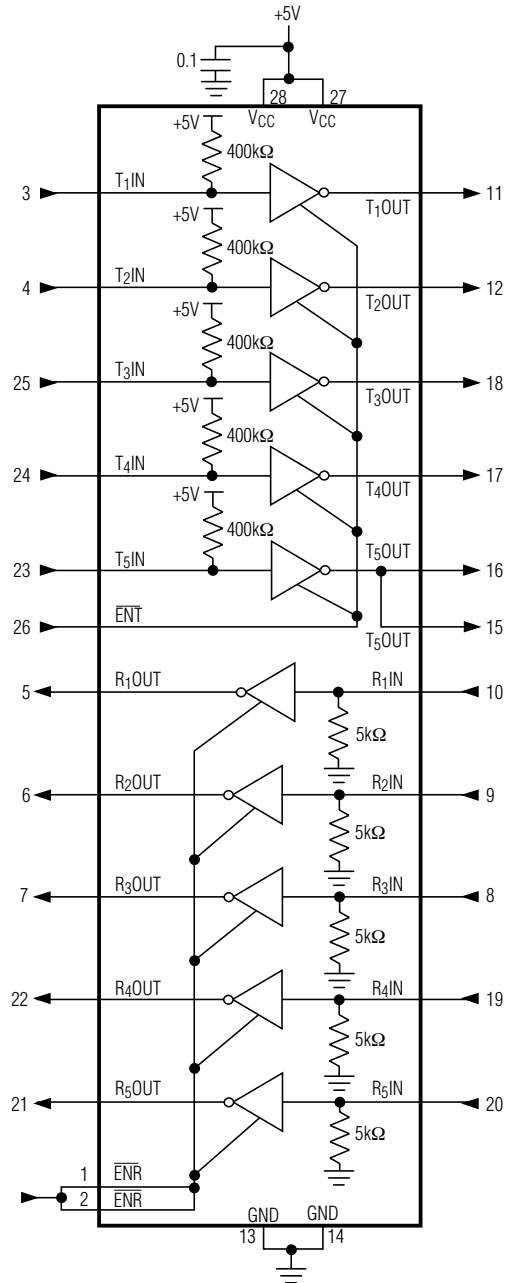 +5V
0.1
28 27
VCC VCC
+5V
400kΩ
3 T1IN T1OUT 11
+5V
400kΩ
4 T2IN T2OUT 12
+5V
400kΩ
25 T3IN T3OUT 18
+5V
400kΩ
24 T4IN T4OUT 17
+5V
400kΩ
23 T5IN T5OUT 16
26 E̅N̅T̅ T5OUT 15
5 R1OUT R1IN 10
5kΩ
6 R2OUT R2IN 9
5kΩ
7 R3OUT R3IN 8
5kΩ
22 R4OUT R4IN 19
5kΩ
21 R5OUT R5IN 20
5kΩ
1 E̅N̅R̅
2 E̅N̅R̅
GND GND
13 14